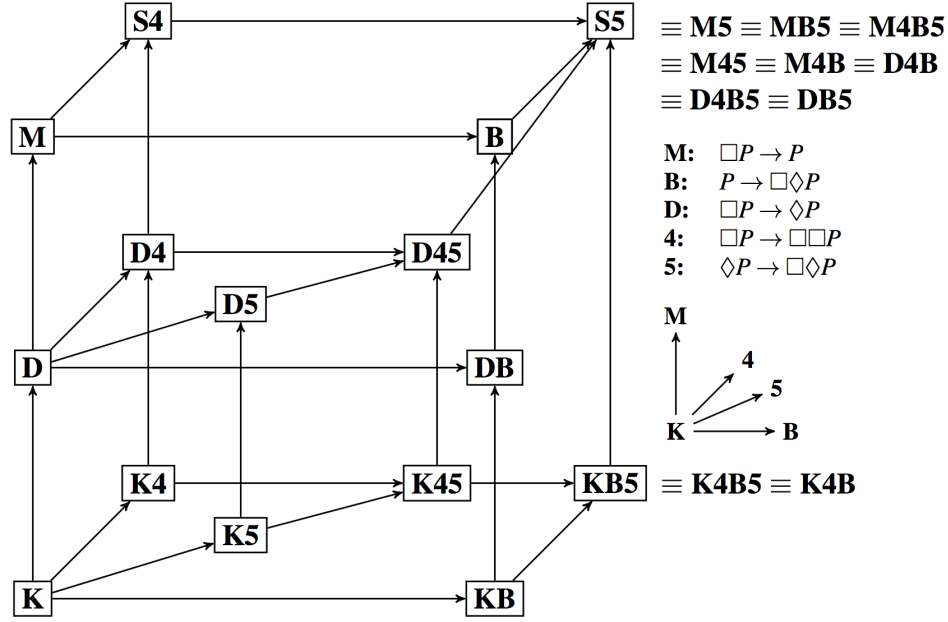 S4 S5 ≡ M5 ≡ MB5 ≡ M4B5
≡ M45 ≡ M4B ≡ D4B
≡ D4B5 ≡ DB5
M B
M: □P → P
B: P → □◊P
D: □P → ◊P
4: □P → □□P
5: ◊P → □◊P
D4 D45
D5
M
D DB
4
5
K B
K4 K45 KB5 ≡ K4B5 ≡ K4B
K5
K KB